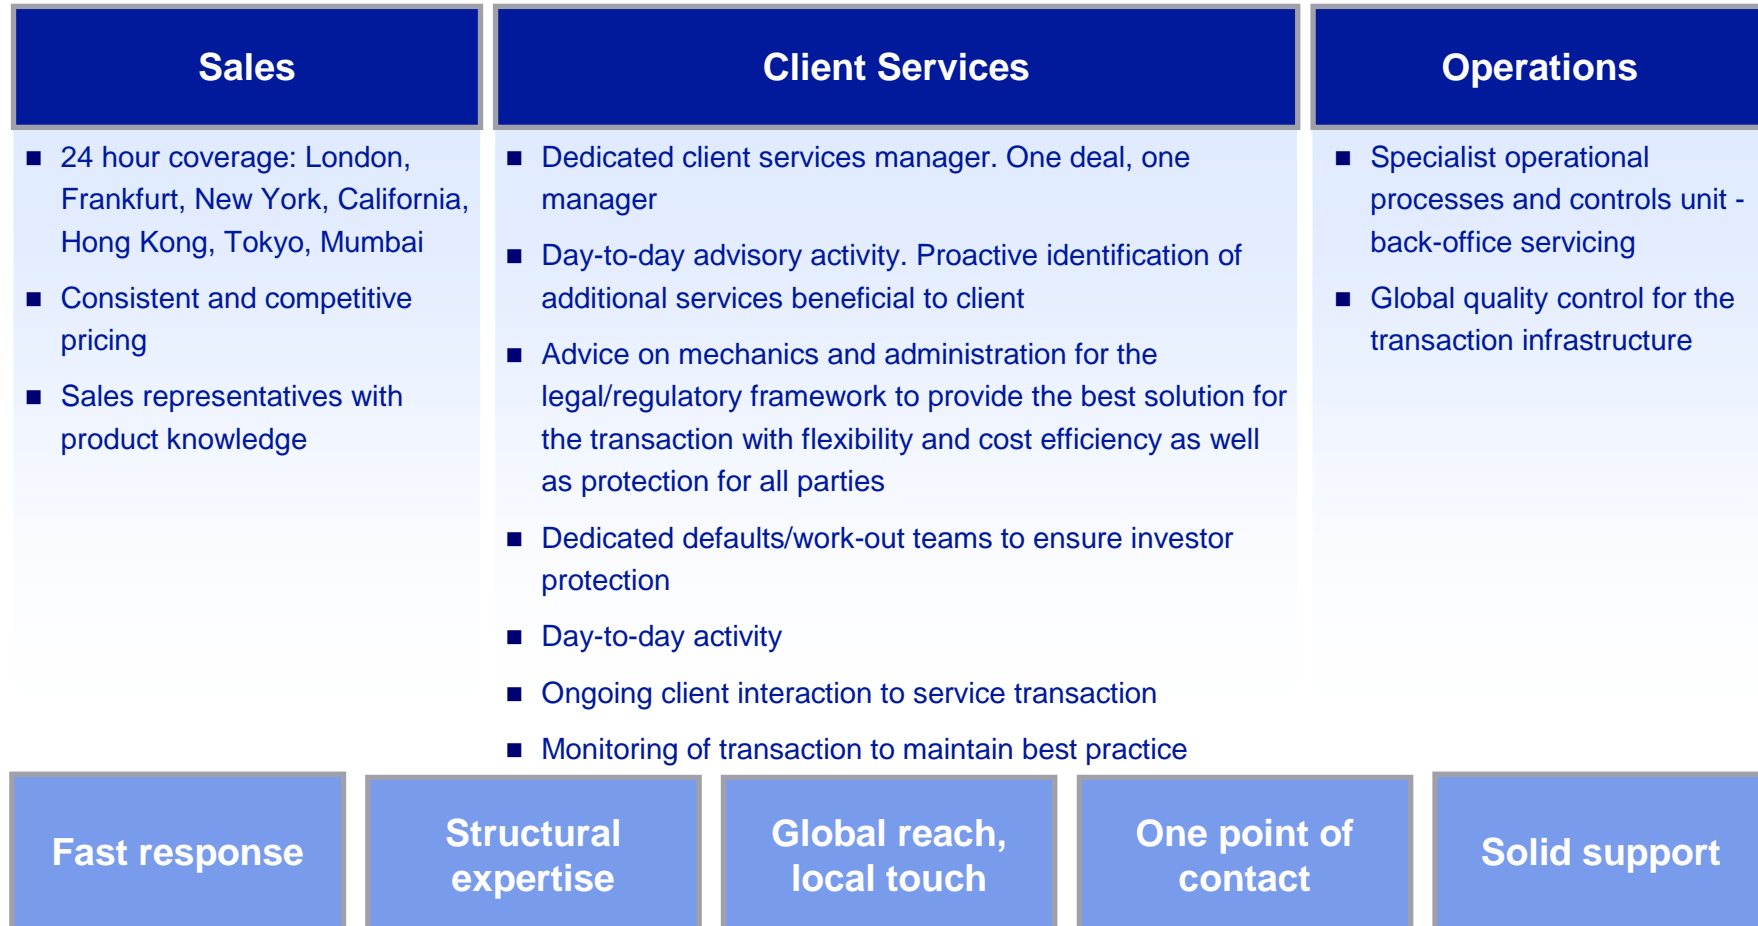 Sales
■ 24 hour coverage: London,
Frankfurt, New York, California,
Hong Kong, Tokyo, Mumbai
■ Consistent and competitive
pricing
■ Sales representatives with
product knowledge
Client Services
■ Dedicated client services manager. One deal, one
manager
■ Day-to-day advisory activity. Proactive identification of
additional services beneficial to client
■ Advice on mechanics and administration for the
legal/regulatory framework to provide the best solution for
the transaction with flexibility and cost efficiency as well
as protection for all parties
■ Dedicated defaults/work-out teams to ensure investor
protection
■ Day-to-day activity
■ Ongoing client interaction to service transaction
■ Monitoring of transaction to maintain best practice
Operations
■ Specialist operational
processes and controls unit -
back-office servicing
■ Global quality control for the
transaction infrastructure
Fast response
Structural
expertise
Global reach,
local touch
One point of
contact
Solid support